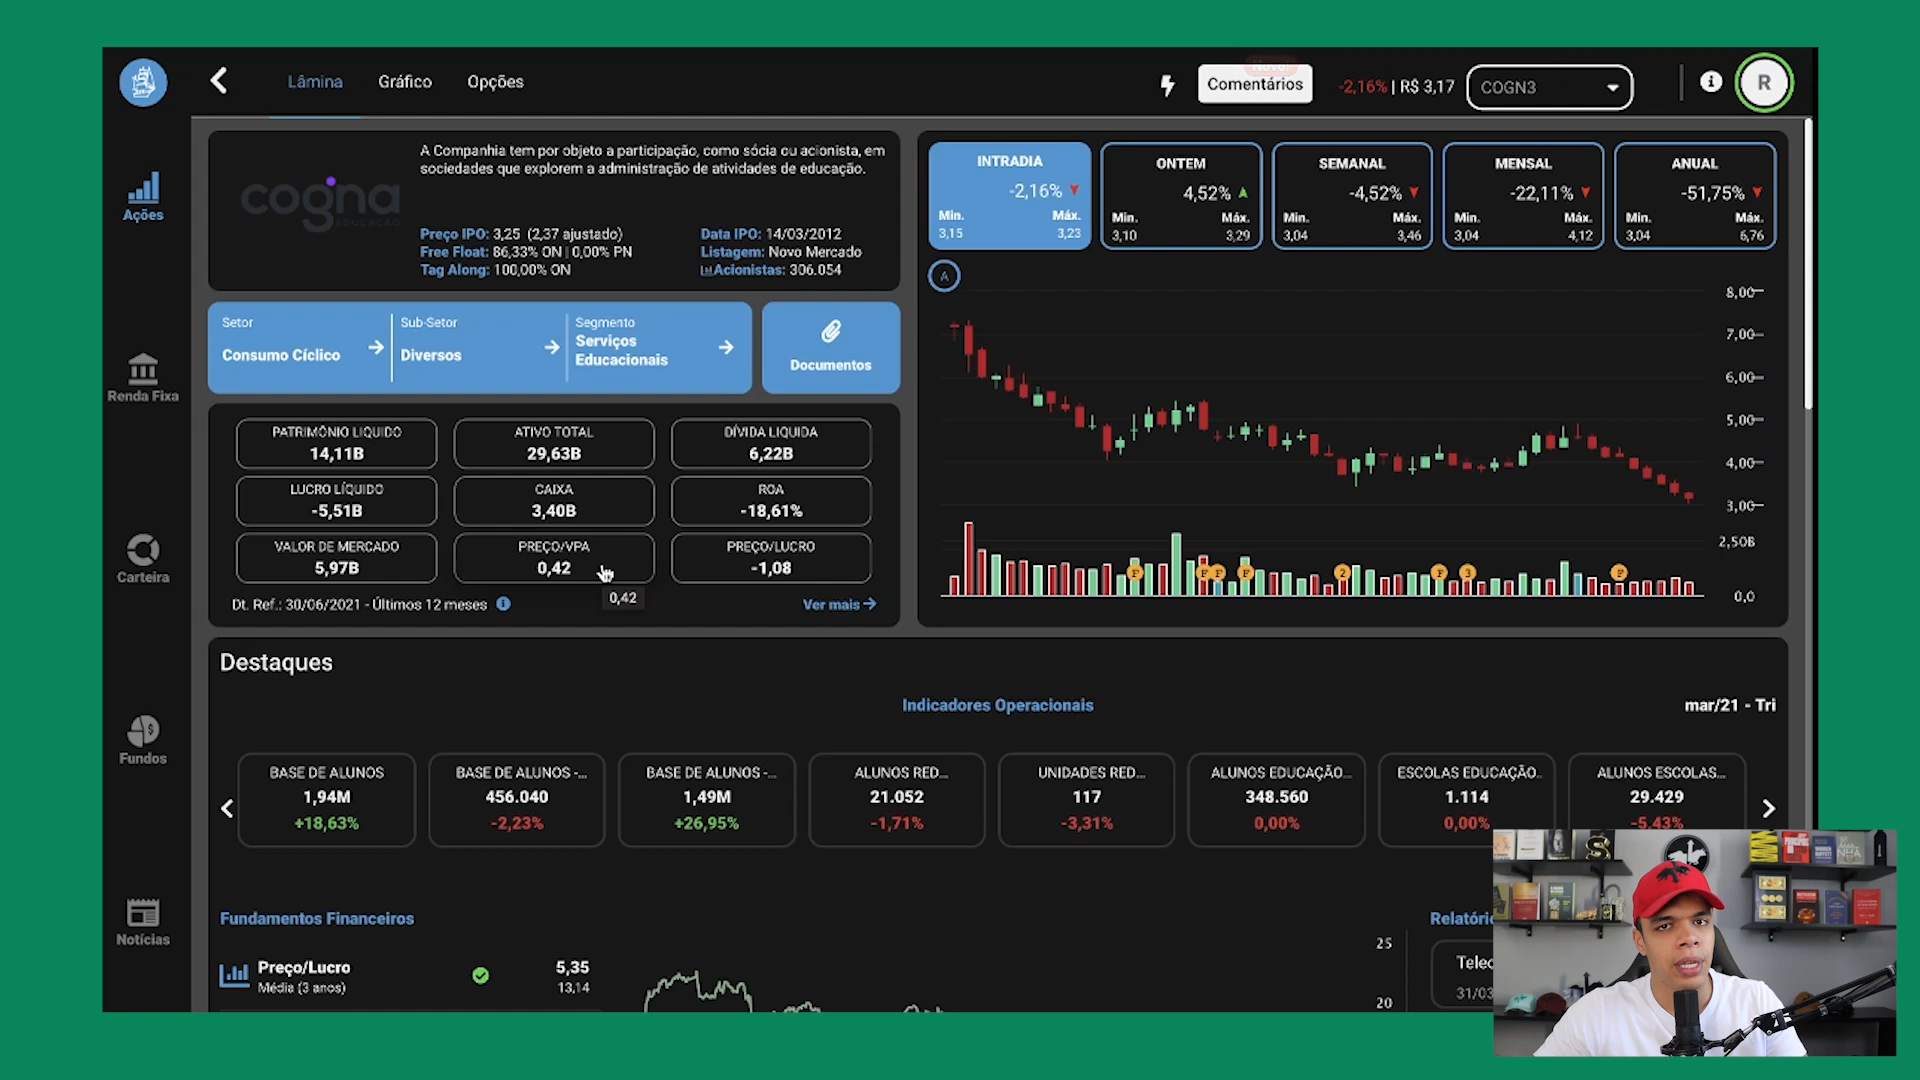 Lâmina
Gráfico
Opções
Comentários
-2,16% | R$ 3,17
COGN3
R
Ações
Renda Fixa
Carteira
Fundos
Notícias
cogna
EDUCAÇÃO
A Companhia tem por objeto a participação, como sócia ou acionista, em
sociedades que explorem a administração de atividades de educação.
Preço IPO: 3,25 (2,37 ajustado)
Free Float: 86,33% ON | 0,00% PN
Tag Along: 100,00% ON
Data IPO: 14/03/2012
Listagem: Novo Mercado
Acionistas: 306.054
Setor
Consumo Cíclico
Sub-Setor
Diversos
Segmento
Serviços
Educacionais
Documentos
PATRIMÔNIO LIQUIDO
14,11B
ATIVO TOTAL
29,63B
DÍVIDA LIQUIDA
6,22B
LUCRO LÍQUIDO
-5,51B
CAIXA
3,40B
ROA
-18,61%
VALOR DE MERCADO
5,97B
PREÇO/VPA
0,42
PREÇO/LUCRO
-1,08
0,42
Dt. Ref.: 30/06/2021 - Últimos 12 meses
Ver mais
INTRADIA
-2,16%
Min. Máx.
3,15 3,23
ONTEM
4,52%
Min. Máx.
3,10 3,29
SEMANAL
-4,52%
Min. Máx.
3,04 3,46
MENSAL
-22,11%
Min. Máx.
3,04 4,12
ANUAL
-51,75%
Min. Máx.
3,04 6,76
A
8,00
7,00
6,00
5,00
4,00
3,00
2,50B
0,0
F
F
F
F
2
F
3
F
Destaques
Indicadores Operacionais
mar/21 - Tri
BASE DE ALUNOS
1,94M
+18,63%
BASE DE ALUNOS -...
456.040
-2,23%
BASE DE ALUNOS -...
1,49M
+26,95%
ALUNOS RED...
21.052
-1,71%
UNIDADES RED...
117
-3,31%
ALUNOS EDUCAÇÃO...
348.560
0,00%
ESCOLAS EDUCAÇÃO..
1.114
0,00%
ALUNOS ESCOLAS...
29.429
-5,43%
Fundamentos Financeiros
Preço/Lucro
Média (3 anos)
5,35
13,14
25
20
Relatóri
Telec
31/03